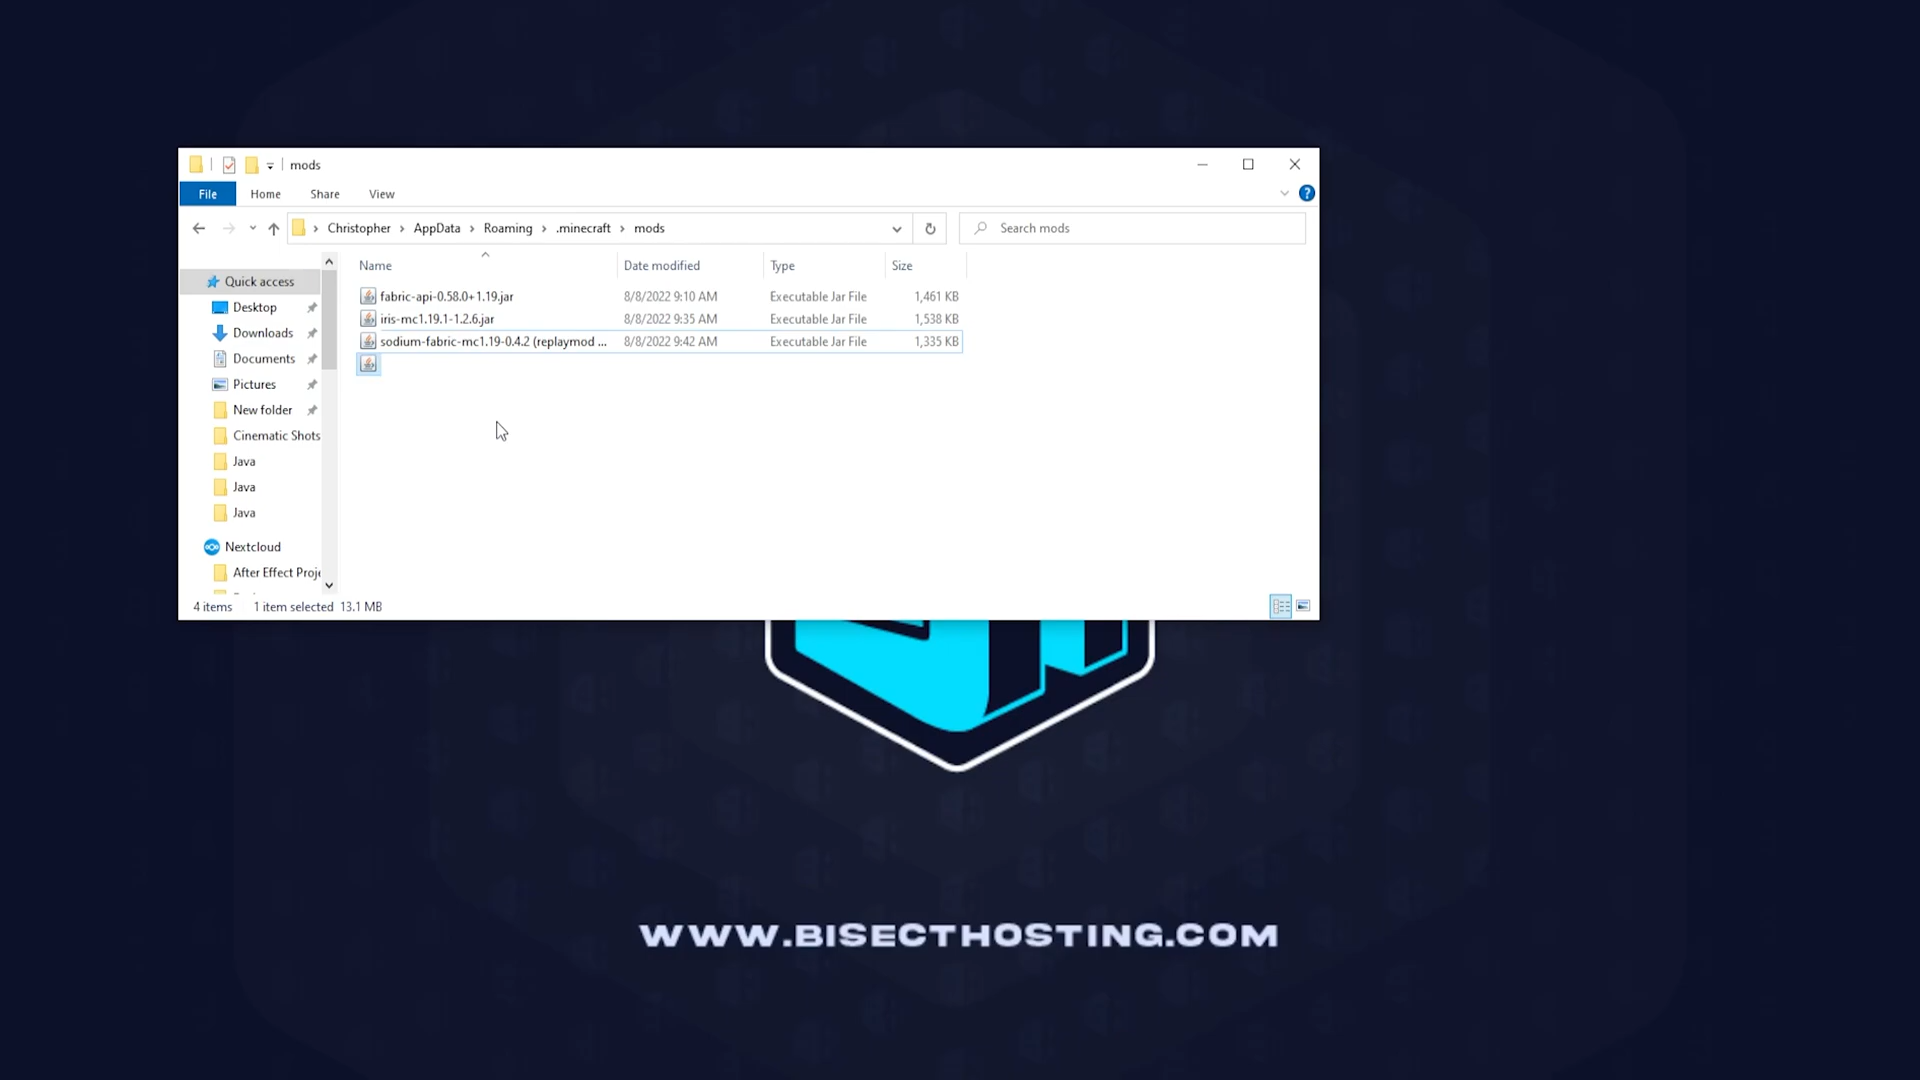 mods
File Home Share View
Christopher AppData Roaming .minecraft mods
Search mods
Name Date modified Type Size
Quick access
Desktop
Downloads
Documents
Pictures
New folder
Cinematic Shots
Java
Java
Java
Nextcloud
After Effect Proje
fabric-api-0.58.0+1.19.jar 8/8/2022 9:10 AM Executable Jar File 1,461 KB
iris-mc1.19.1-1.2.6.jar 8/8/2022 9:35 AM Executable Jar File 1,538 KB
sodium-fabric-mc1.19-0.4.2 (replaymod ... 8/8/2022 9:42 AM Executable Jar File 1,335 KB
4 items 1 item selected 13.1 MB
WWW.BISECTHOSTING.COM